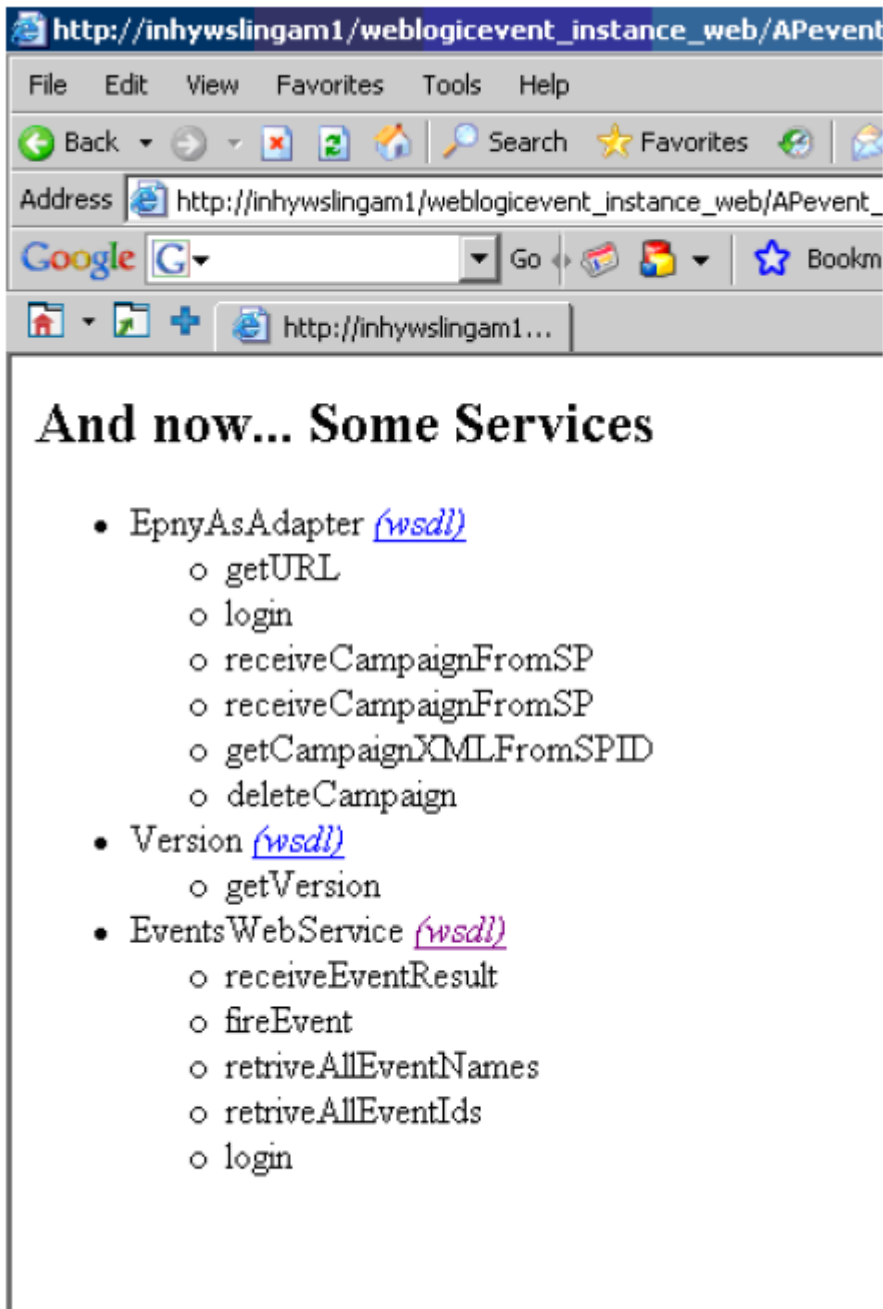 http://inhywslingam1/weblogicevent_instance_web/APevent
File Edit View Favorites Tools Help
Back Search Favorites
Address http://inhywslingam1/weblogicevent_instance_web/APevent_
Google G Go Bookm
http://inhywslingam1...
And now... Some Services
EpnyAsAdapter (wsdl)
getURL
login
receiveCampaignFromSP
receiveCampaignFromSP
getCampaignXMLFromSPID
deleteCampaign
Version (wsdl)
getVersion
EventsWebService (wsdl)
receiveEventResult
fireEvent
retriveAllEventNames
retriveAllEventIds
login